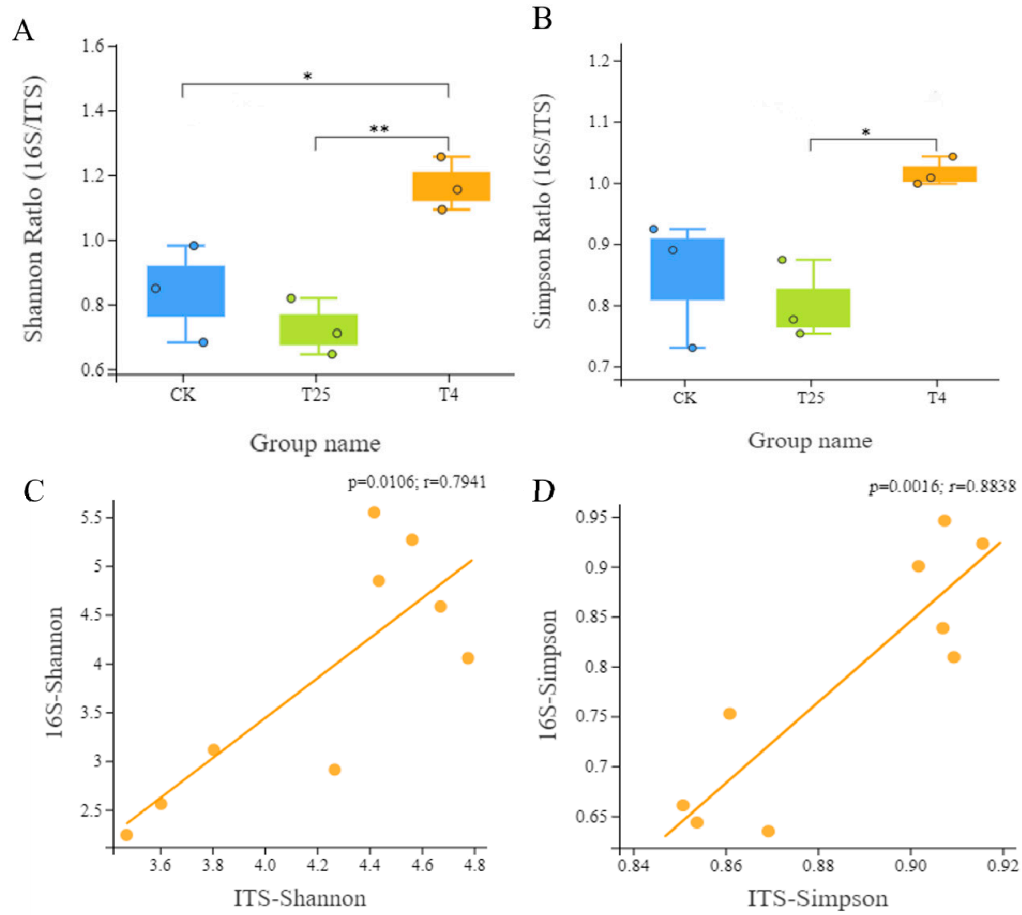 A
Shannon Ratlo (16S/ITS)
1.6
1.4
1.2
1.0
0.8
0.6
*
**
CK
T25
T4
Group name
B
Simpson Ratlo (16S/ITS)
1.2
1.1
1.0
0.9
0.8
0.7
*
CK
T25
T4
Group name
C
p=0.0106; r=0.7941
16S-Shannon
5.5
5
4.5
4
3.5
3
2.5
3.6
3.8
4.0
4.2
4.4
4.6
4.8
ITS-Shannon
D
p=0.0016; r=0.8838
16S-Simpson
0.95
0.9
0.85
0.8
0.75
0.7
0.65
0.84
0.86
0.88
0.90
0.92
ITS-Simpson